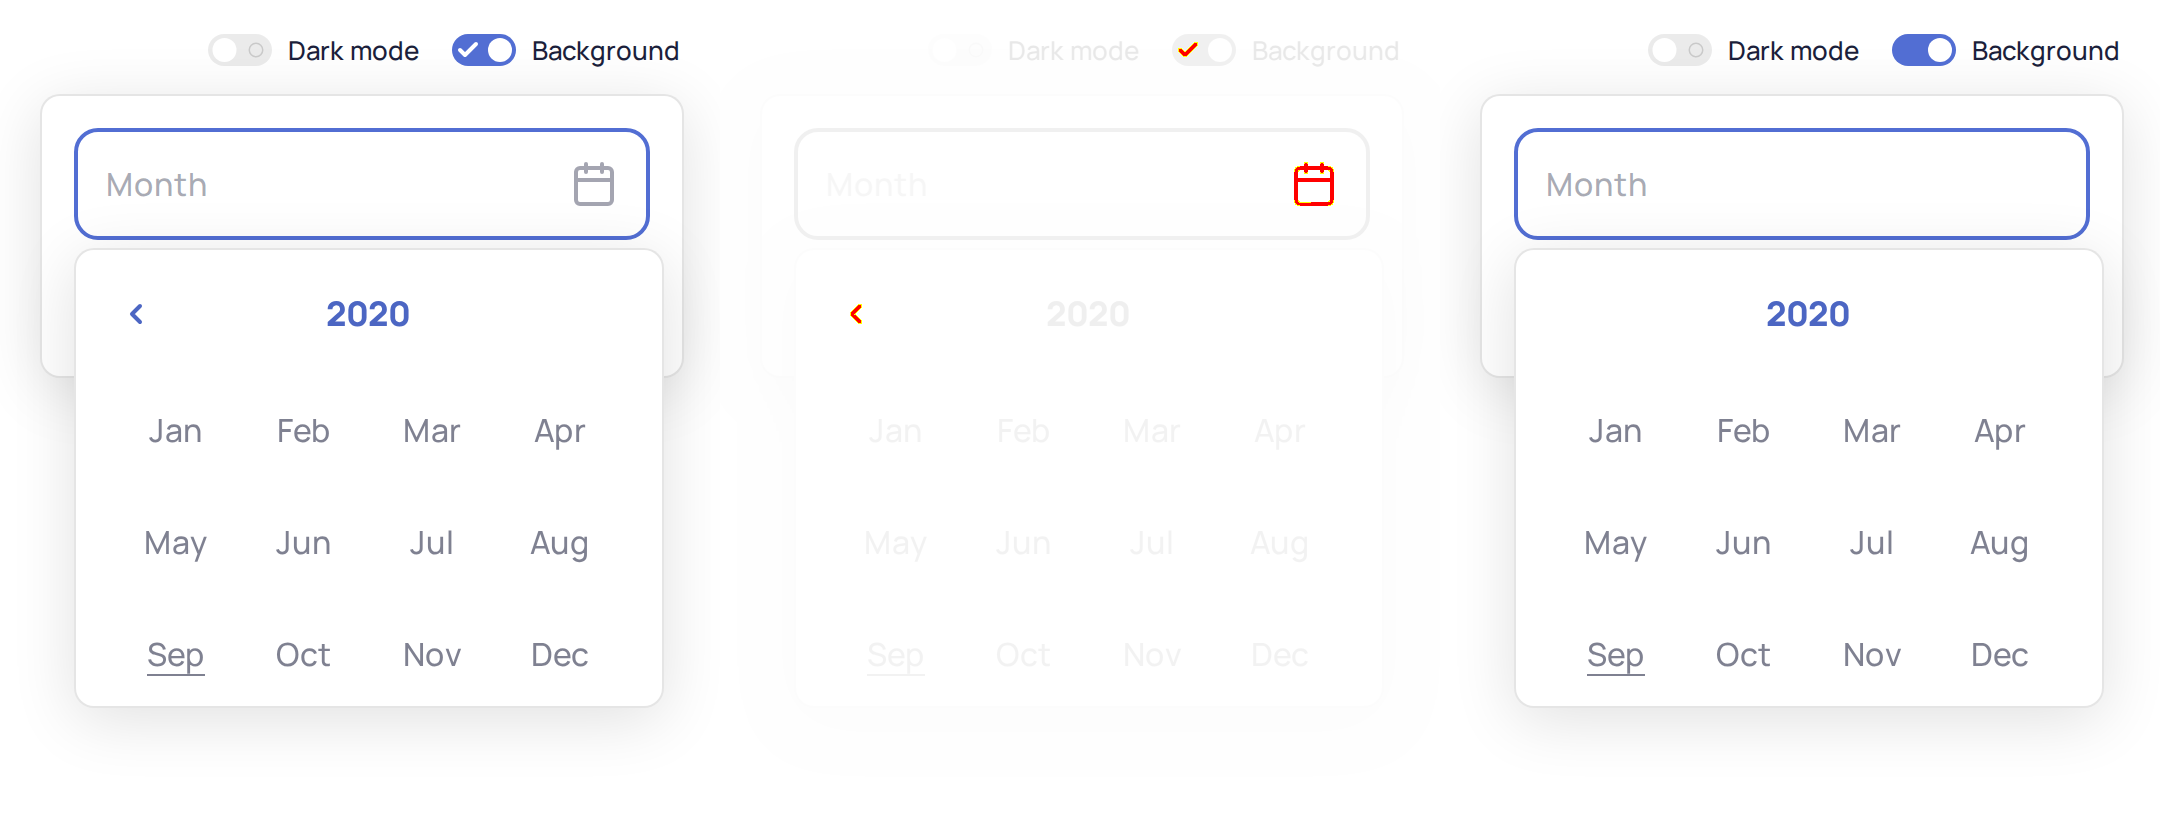 Dark mode Background Dark mode Background Dark mode Background
Month Month Month
2020 2020 2020
Jan Feb Mar Apr Jan Feb Mar Apr Jan Feb Mar Apr
May Jun Jul Aug May Jun Jul Aug May Jun Jul Aug
Sep Oct Nov Dec Sep Oct Nov Dec Sep Oct Nov Dec